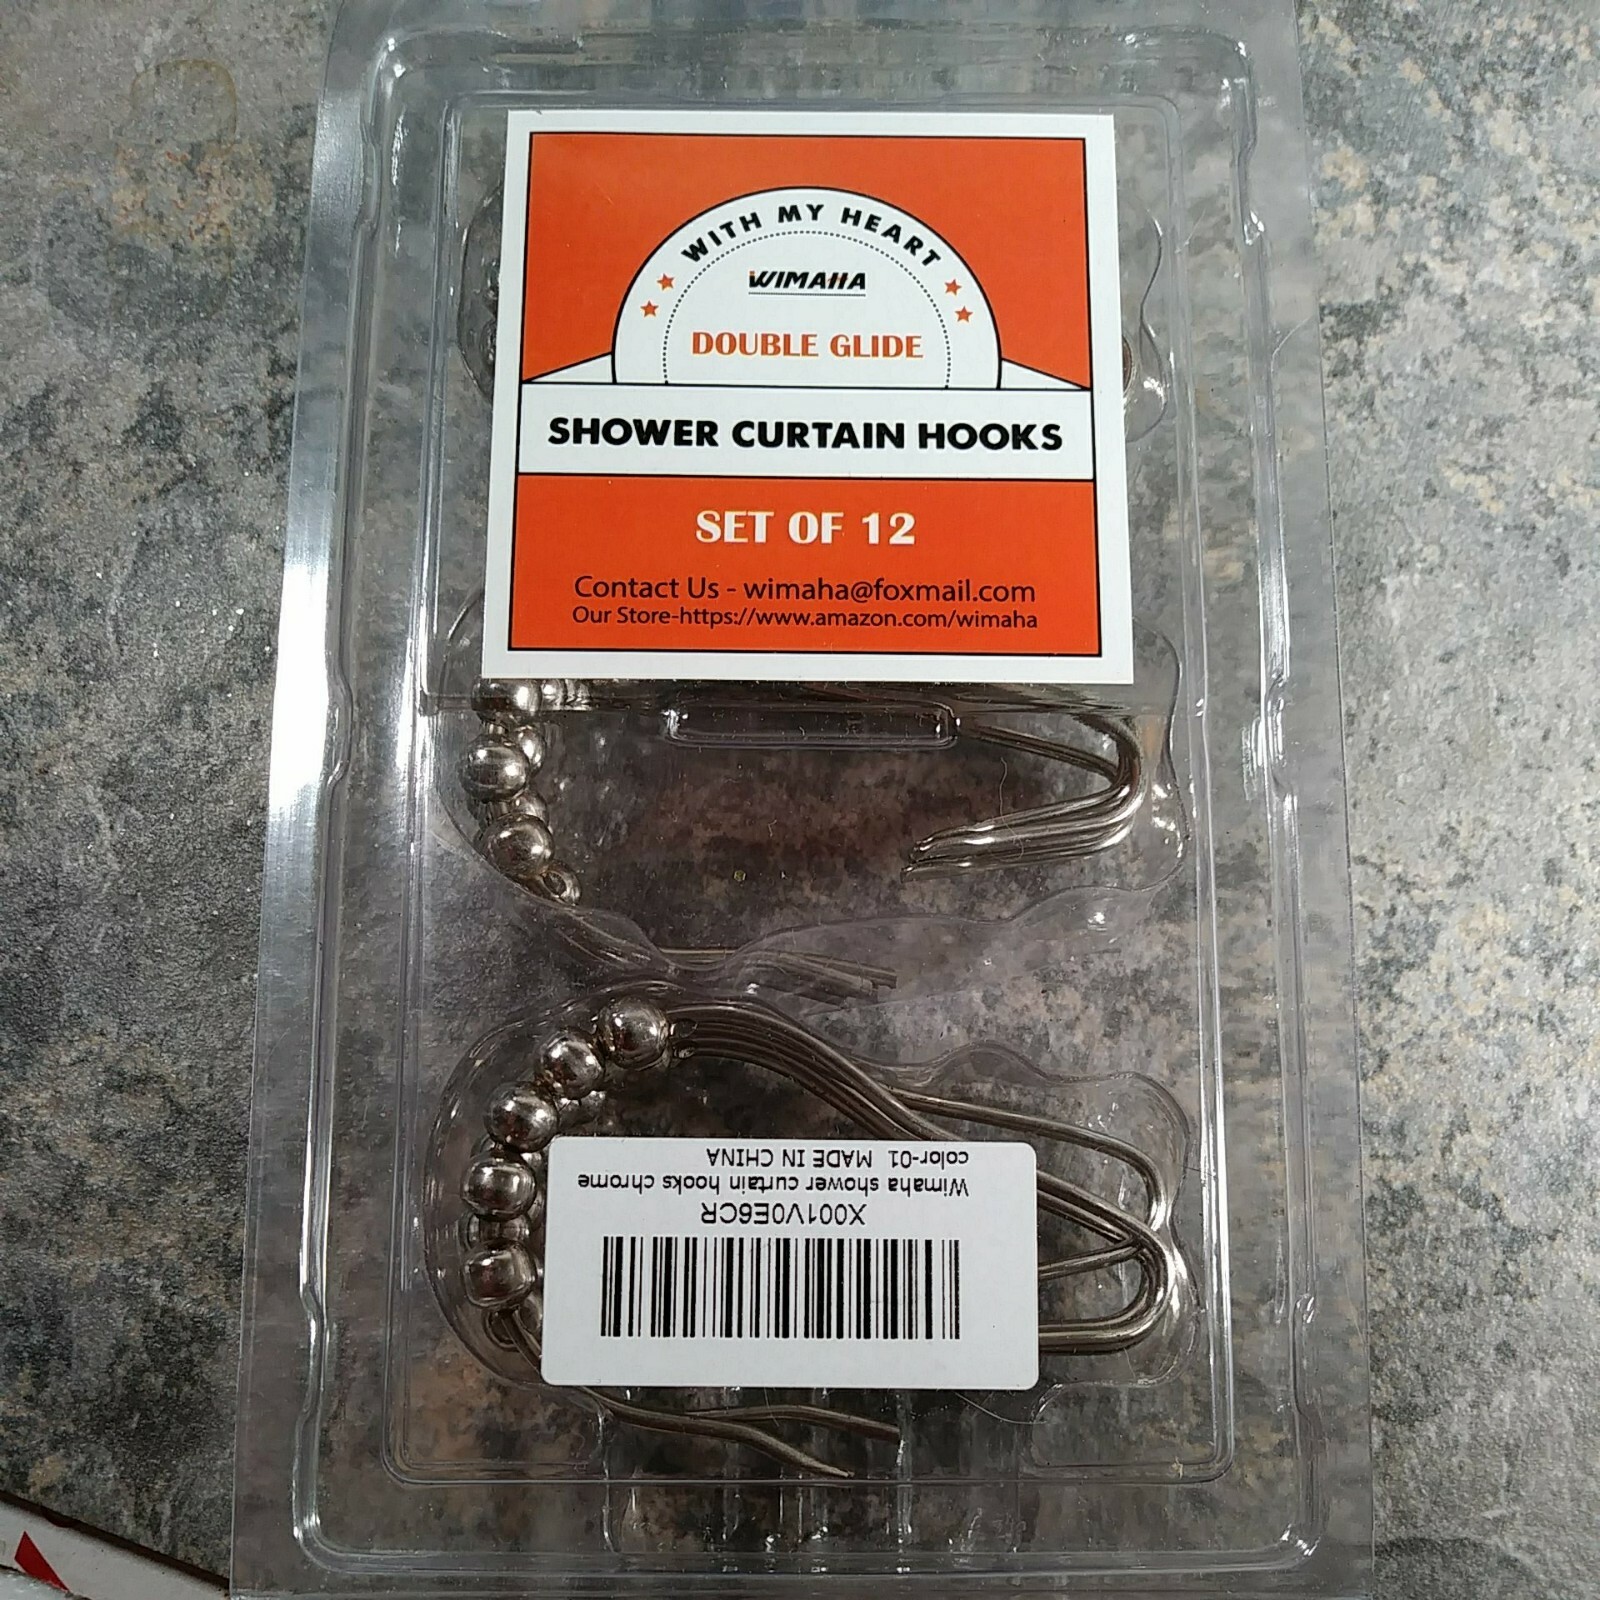 WITH MY HEART
WIMAHA
DOUBLE GLIDE
SHOWER CURTAIN HOOKS
SET OF 12
Contact Us - wimaha@foxmail.com
Our Store-https://www.amazon.com/wimaha
X001V0E6CR
Wimaha shower curtain hooks chrome
color-01 MADE IN CHINA